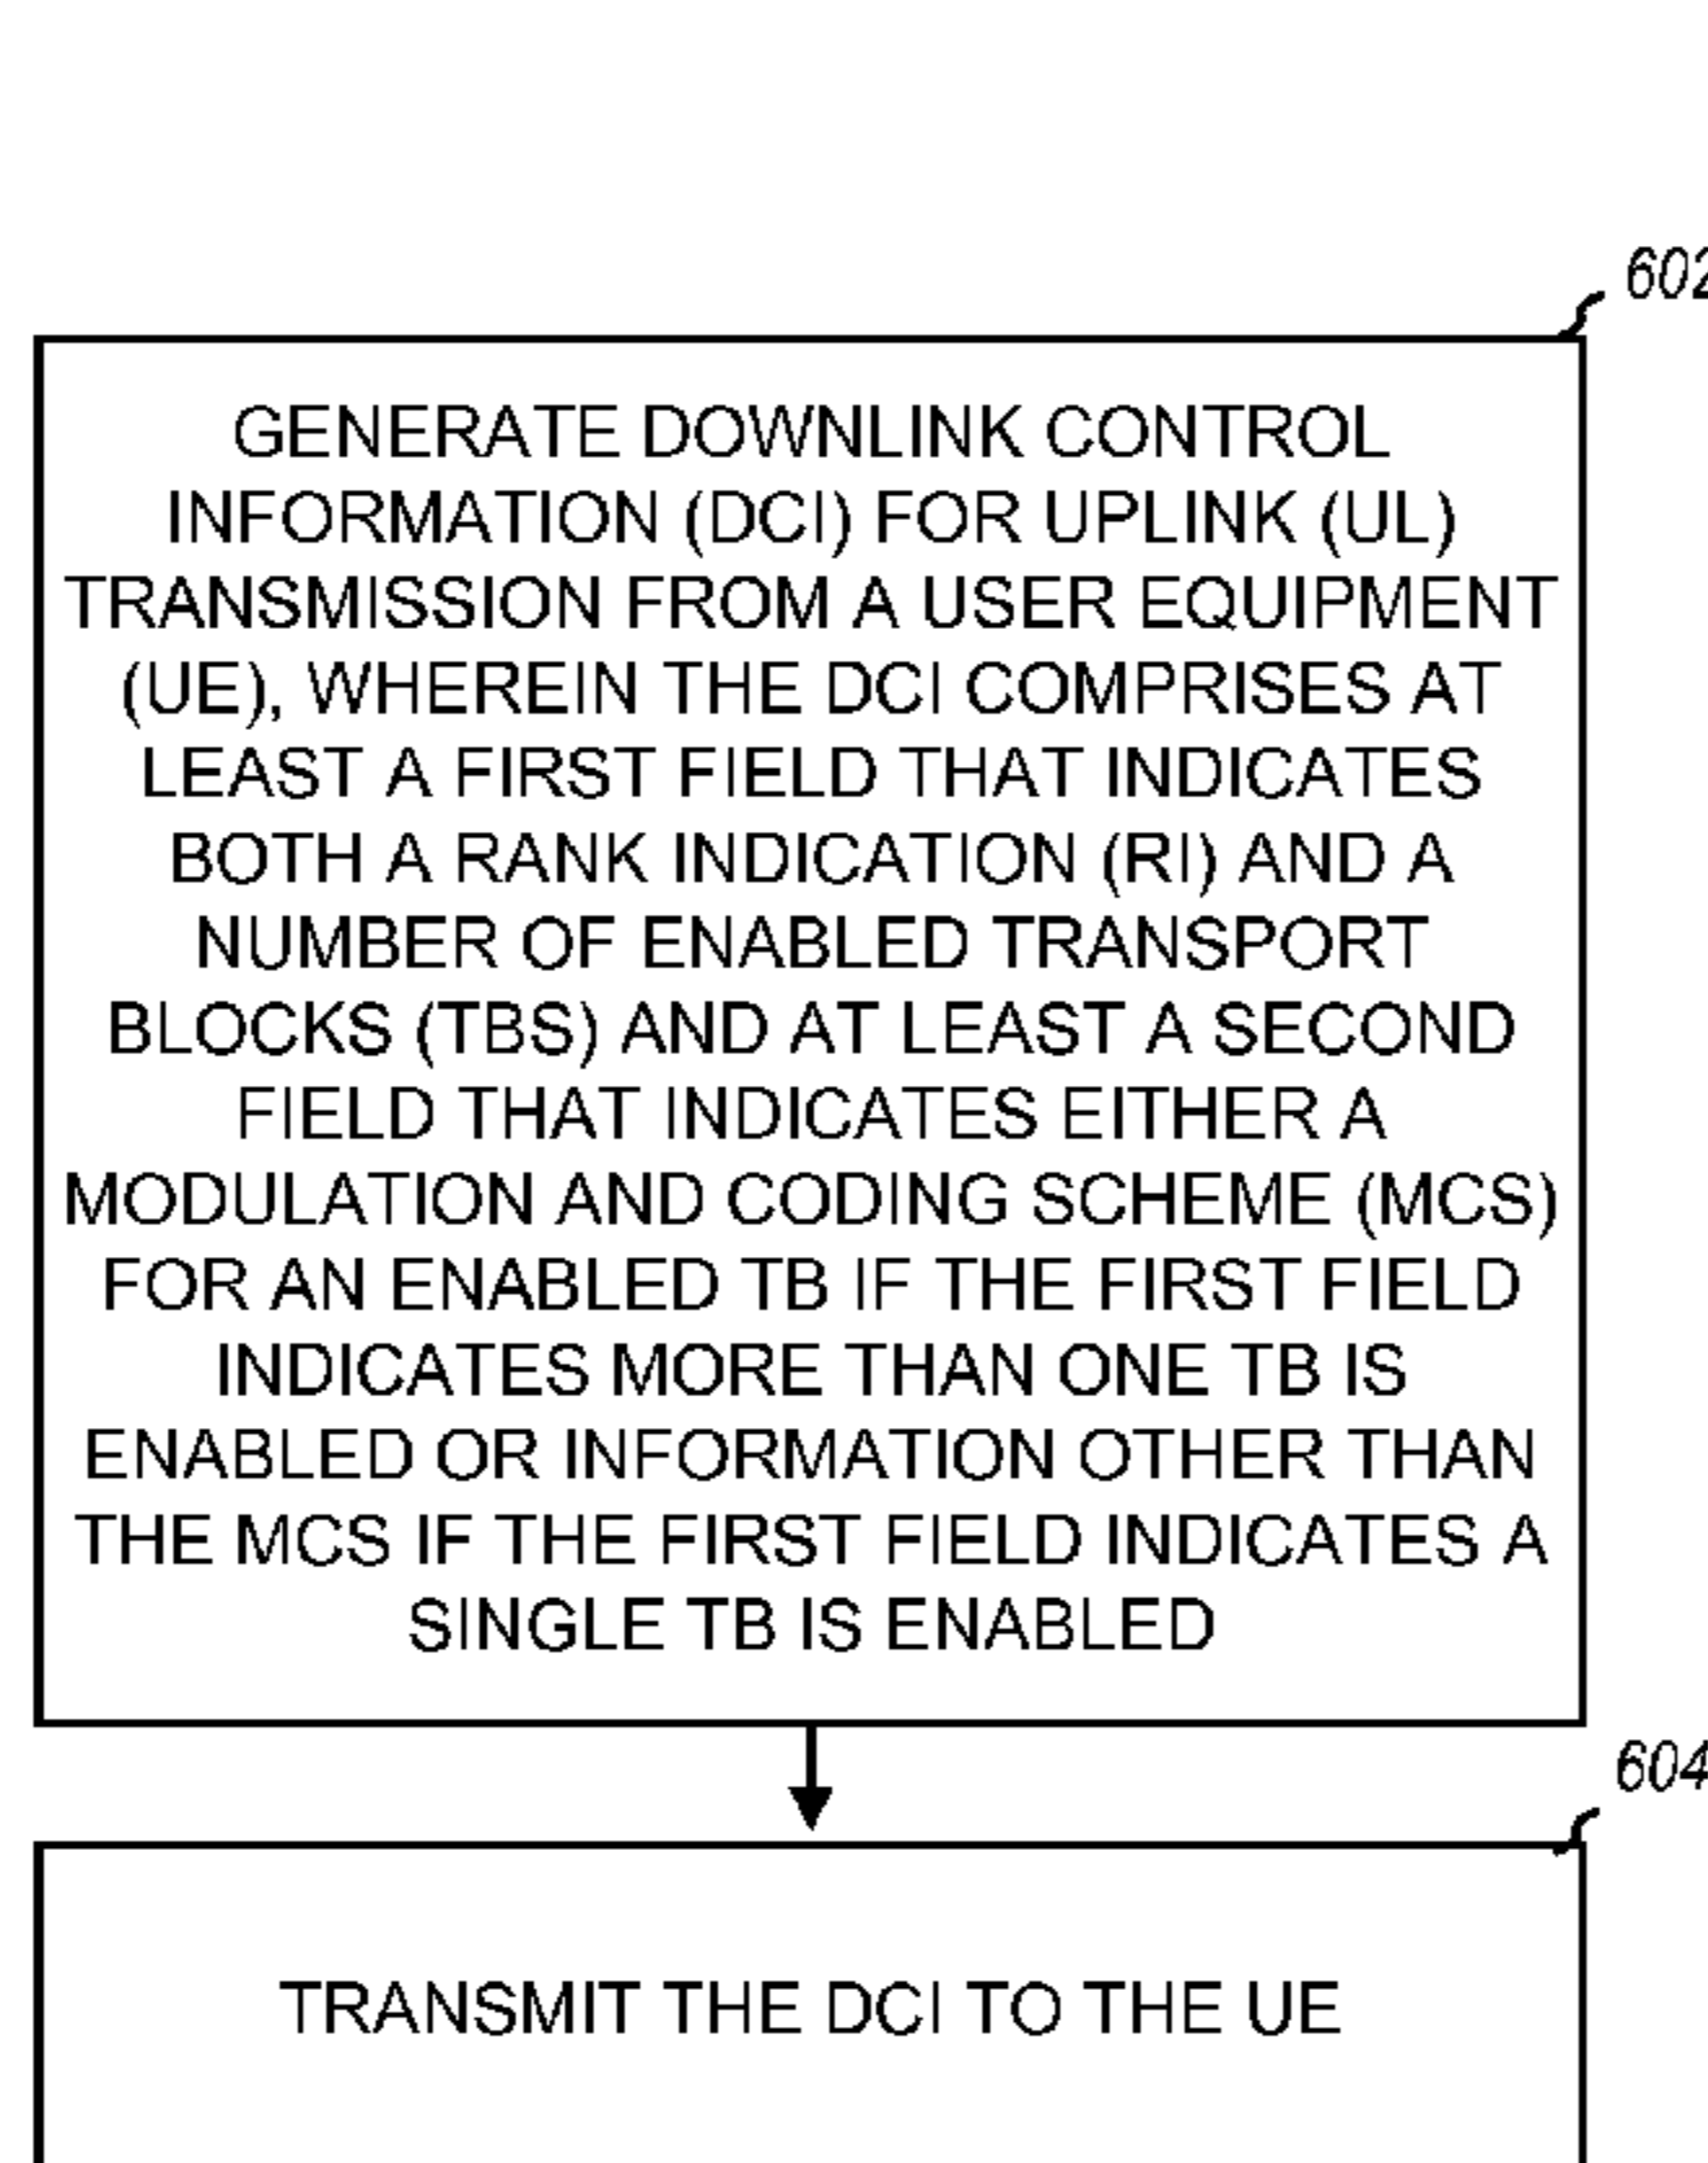 602
GENERATE DOWNLINK CONTROL
INFORMATION (DCI) FOR UPLINK (UL)
TRANSMISSION FROM A USER EQUIPMENT
(UE), WHEREIN THE DCI COMPRISES AT
LEAST A FIRST FIELD THAT INDICATES
BOTH A RANK INDICATION (RI) AND A
NUMBER OF ENABLED TRANSPORT
BLOCKS (TBS) AND AT LEAST A SECOND
FIELD THAT INDICATES EITHER A
MODULATION AND CODING SCHEME (MCS)
FOR AN ENABLED TB IF THE FIRST FIELD
INDICATES MORE THAN ONE TB IS
ENABLED OR INFORMATION OTHER THAN
THE MCS IF THE FIRST FIELD INDICATES A
SINGLE TB IS ENABLED
604
TRANSMIT THE DCI TO THE UE